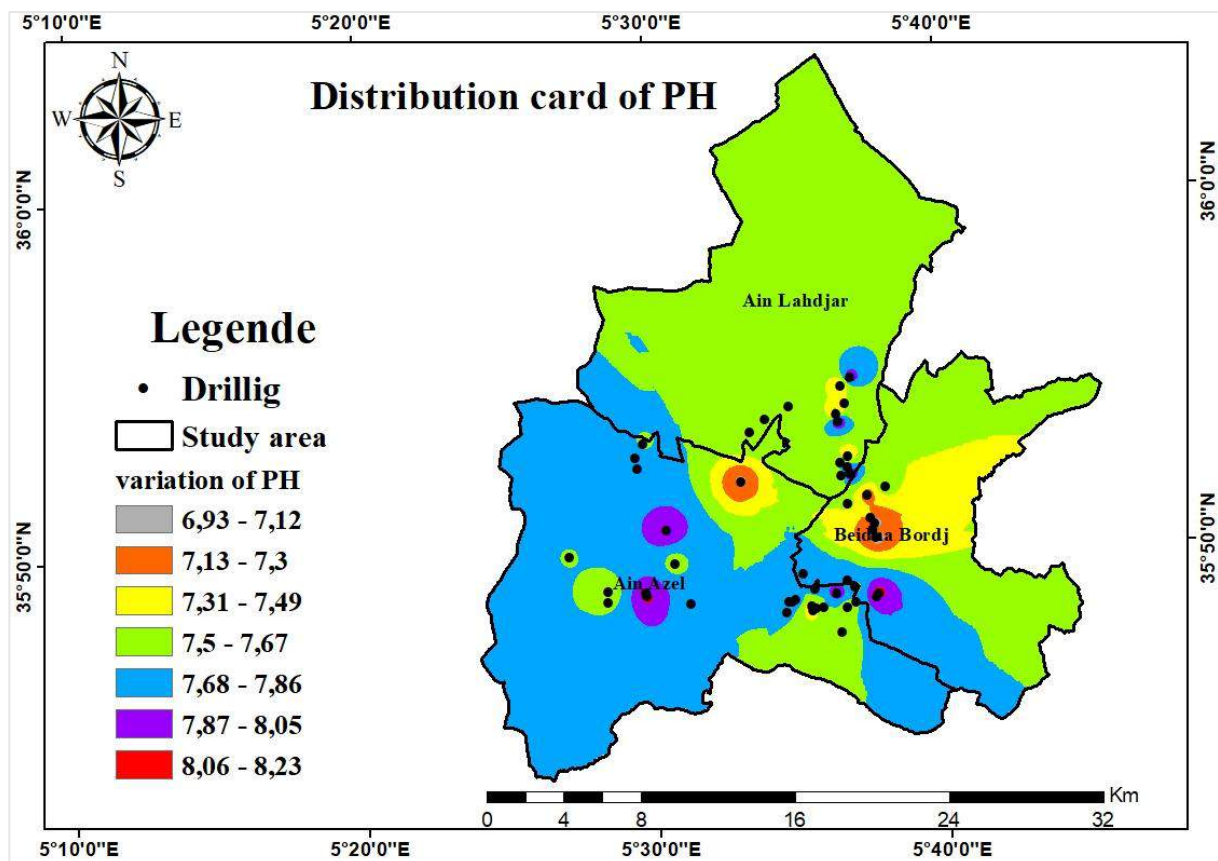 5°10'0"E 5°20'0"E 5°30'0"E 5°40'0"E
N
W E
S
Distribution card of PH
36°0'0"N
36°0'0"N
Ain Lahdjar
Legende
Drillig
Study area
variation of PH
6,93 - 7,12
7,13 - 7,3
7,31 - 7,49
7,5 - 7,67
7,68 - 7,86
7,87 - 8,05
8,06 - 8,23
Beidha Bordj
Ain Azel
35°50'0"N
35°50'0"N
Km
0 4 8 16 24 32
5°10'0"E 5°20'0"E 5°30'0"E 5°40'0"E